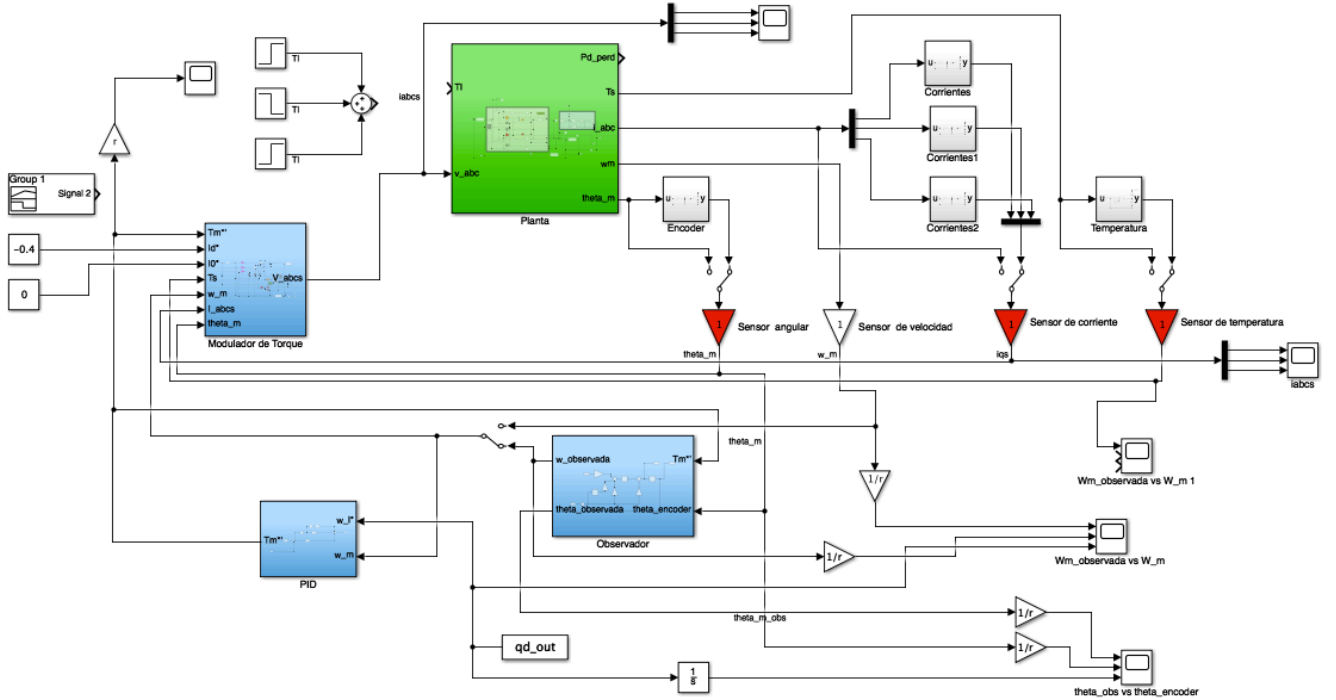 Tl
Tl
Tl
r
Group 1
Signal 2
-0.4
0
iabcs
Pd_perd
Tl
Ts
i_abc
wm
v_abc
theta_m
Planta
u
y
Corrientes
u
y
Corrientes1
u
y
Corrientes2
u
y
Encoder
u
y
Temperatura
Tm*'
Id*
I0*
Ts
w_m
I_abcs
theta_m
V_abcs
Modulador de Torque
1
Sensor angular
1
Sensor de velocidad
1
Sensor de corriente
1
Sensor de temperatura
theta_m
w_m
iqs
iabcs
theta_m
w_observada
Tm*'
theta_observada
theta_encoder
Observador
1/r
Wm_observada vs W_m 1
w_l*
Tm*'
w_m
PID
1/r
Wm_observada vs W_m
theta_m_obs
1/r
qd_out
1/r
1
s
theta_obs vs theta_encoder